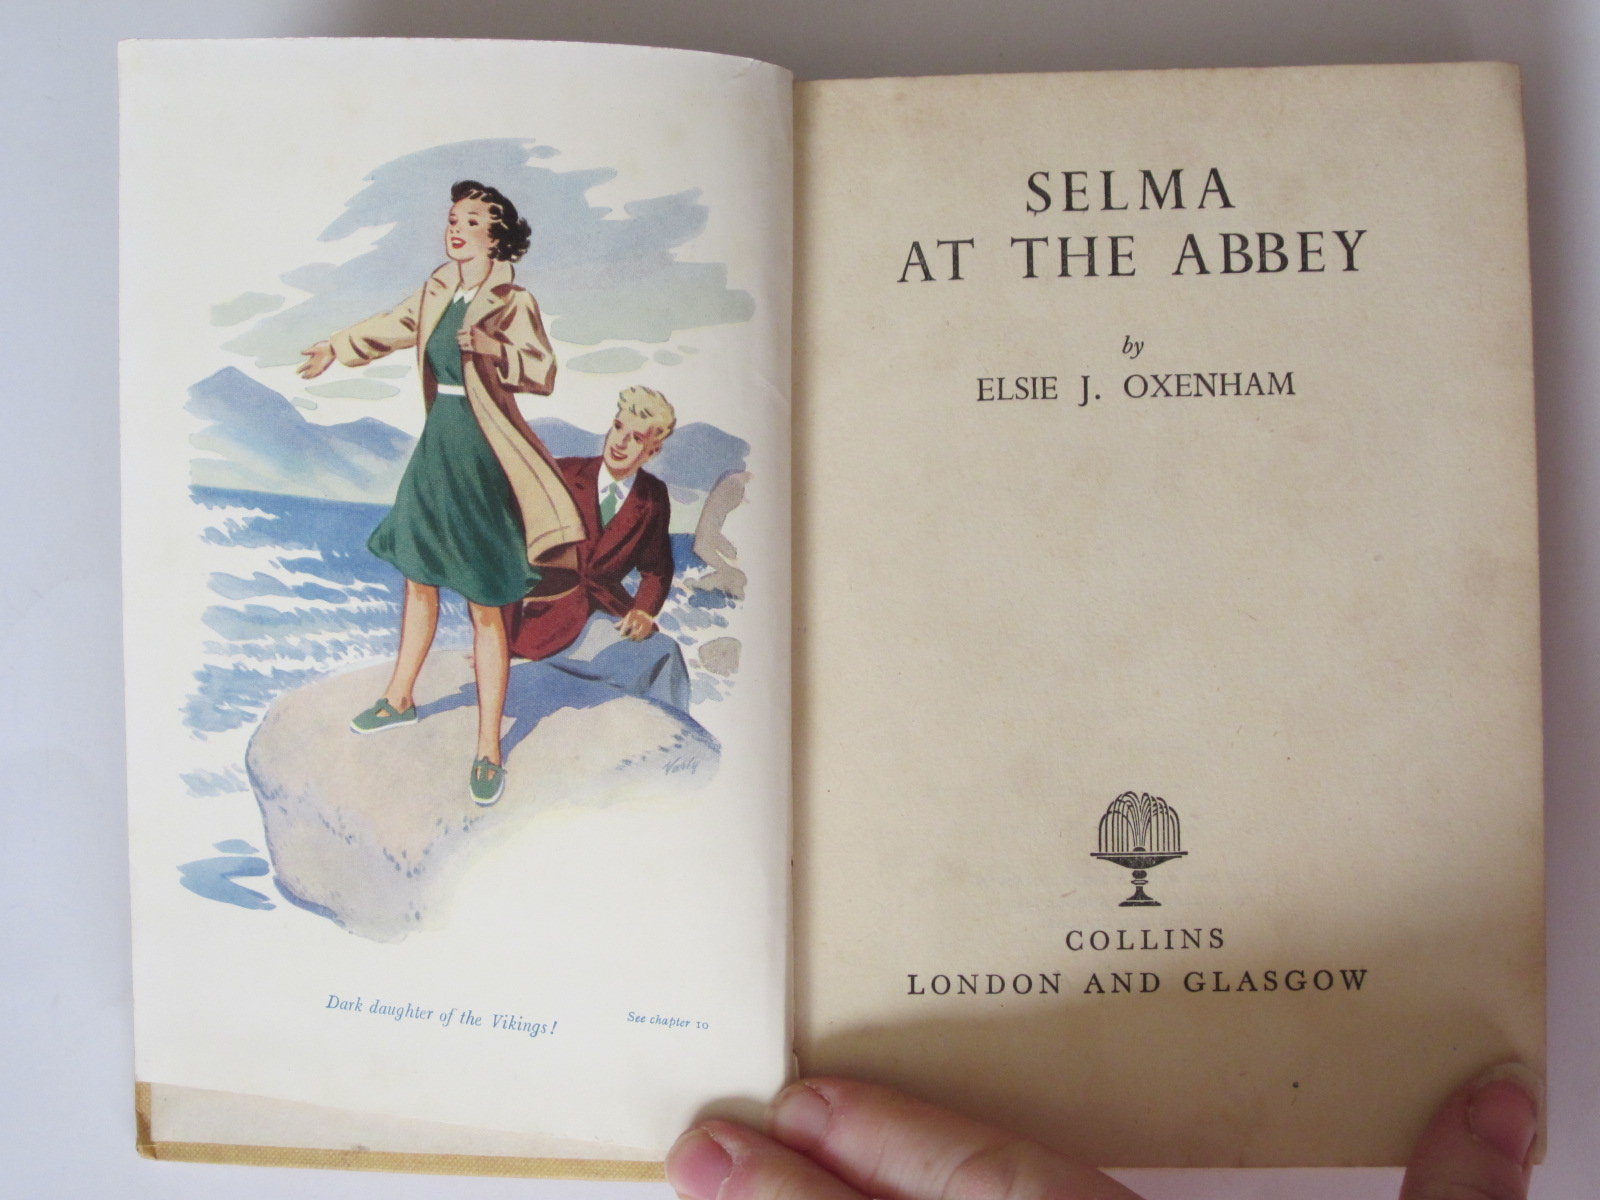 Varty
Dark daughter of the Vikings!
See chapter 10
SELMA
AT THE ABBEY
by
ELSIE J. OXENHAM
COLLINS
LONDON AND GLASGOW